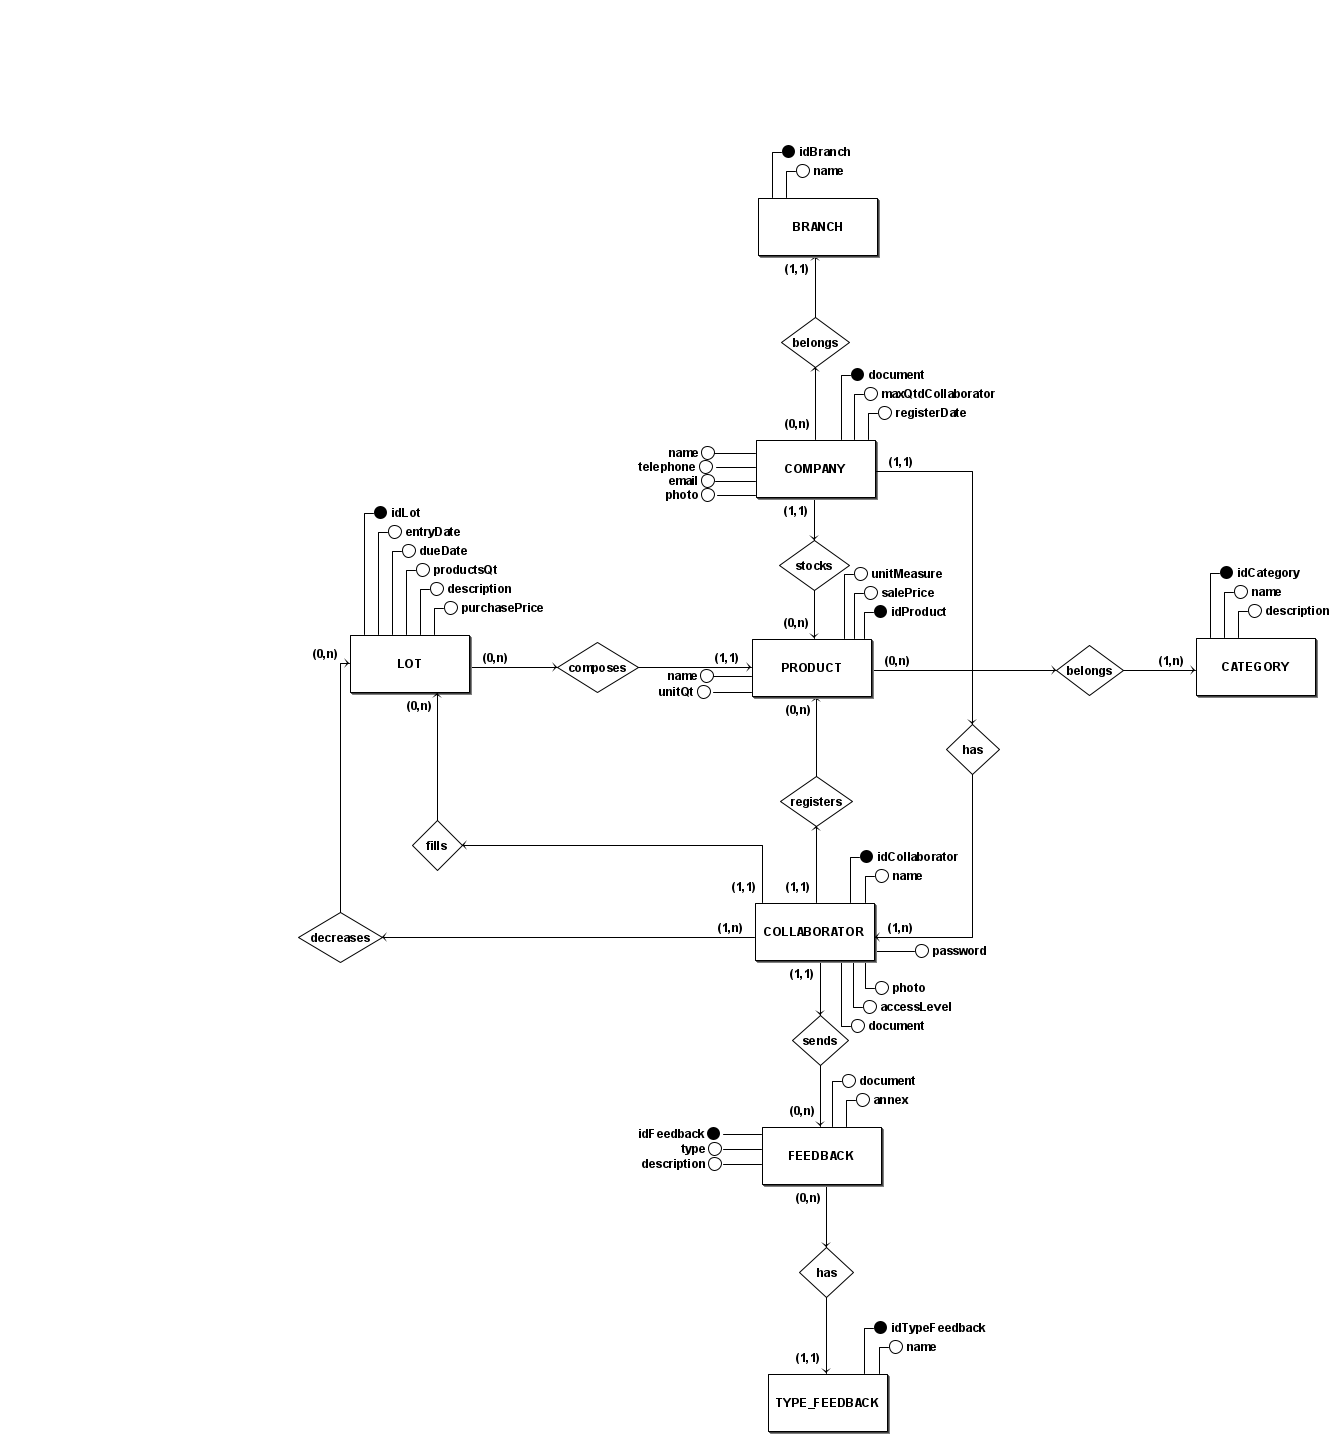 idBranch
name
BRANCH
(1,1)
belongs
document
maxQtdCollaborator
registerDate
(0,n)
name
telephone
email
photo
COMPANY
(1,1)
(1,1)
idLot
entryDate
dueDate
productsQt
description
purchasePrice
stocks
unitMeasure
salePrice
idProduct
idCategory
name
description
(0,n)
(0,n)
LOT
(0,n)
composes
(1,1)
name
unitQt
PRODUCT
(0,n)
belongs
(1,n)
CATEGORY
(0,n)
(0,n)
has
registers
fills
idCollaborator
name
(1,1)
(1,1)
decreases
(1,n)
COLLABORATOR
(1,n)
password
(1,1)
photo
accessLevel
document
sends
document
annex
(0,n)
idFeedback
type
description
FEEDBACK
(0,n)
has
idTypeFeedback
name
(1,1)
TYPE_FEEDBACK